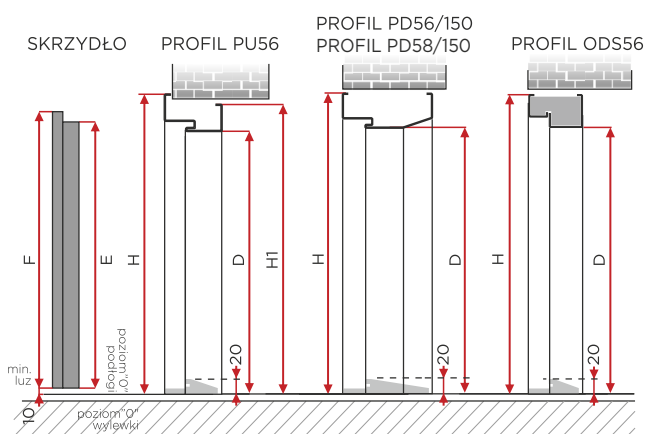 SKRZYDŁO
PROFIL PU56
PROFIL PD56/150
PROFIL PD58/150
PROFIL ODS56
F
E
H
D
H1
H
D
H
D
20
20
20
min.
luz
10
poziom"0"
podłogi
poziom"0"
wylewki